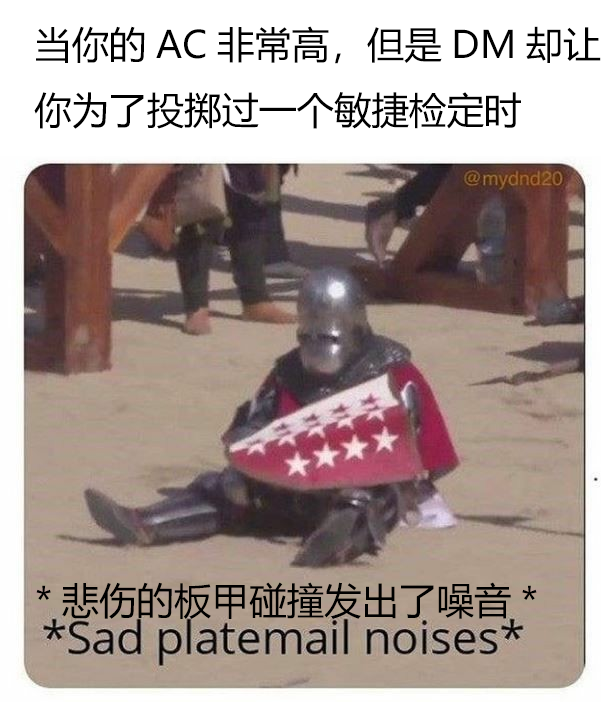 当你的 AC 非常高，但是 DM 却让
你为了投掷过一个敏捷检定时
@mydnd20
* 悲伤的板甲碰撞发出了噪音 *
*Sad platemail noises*